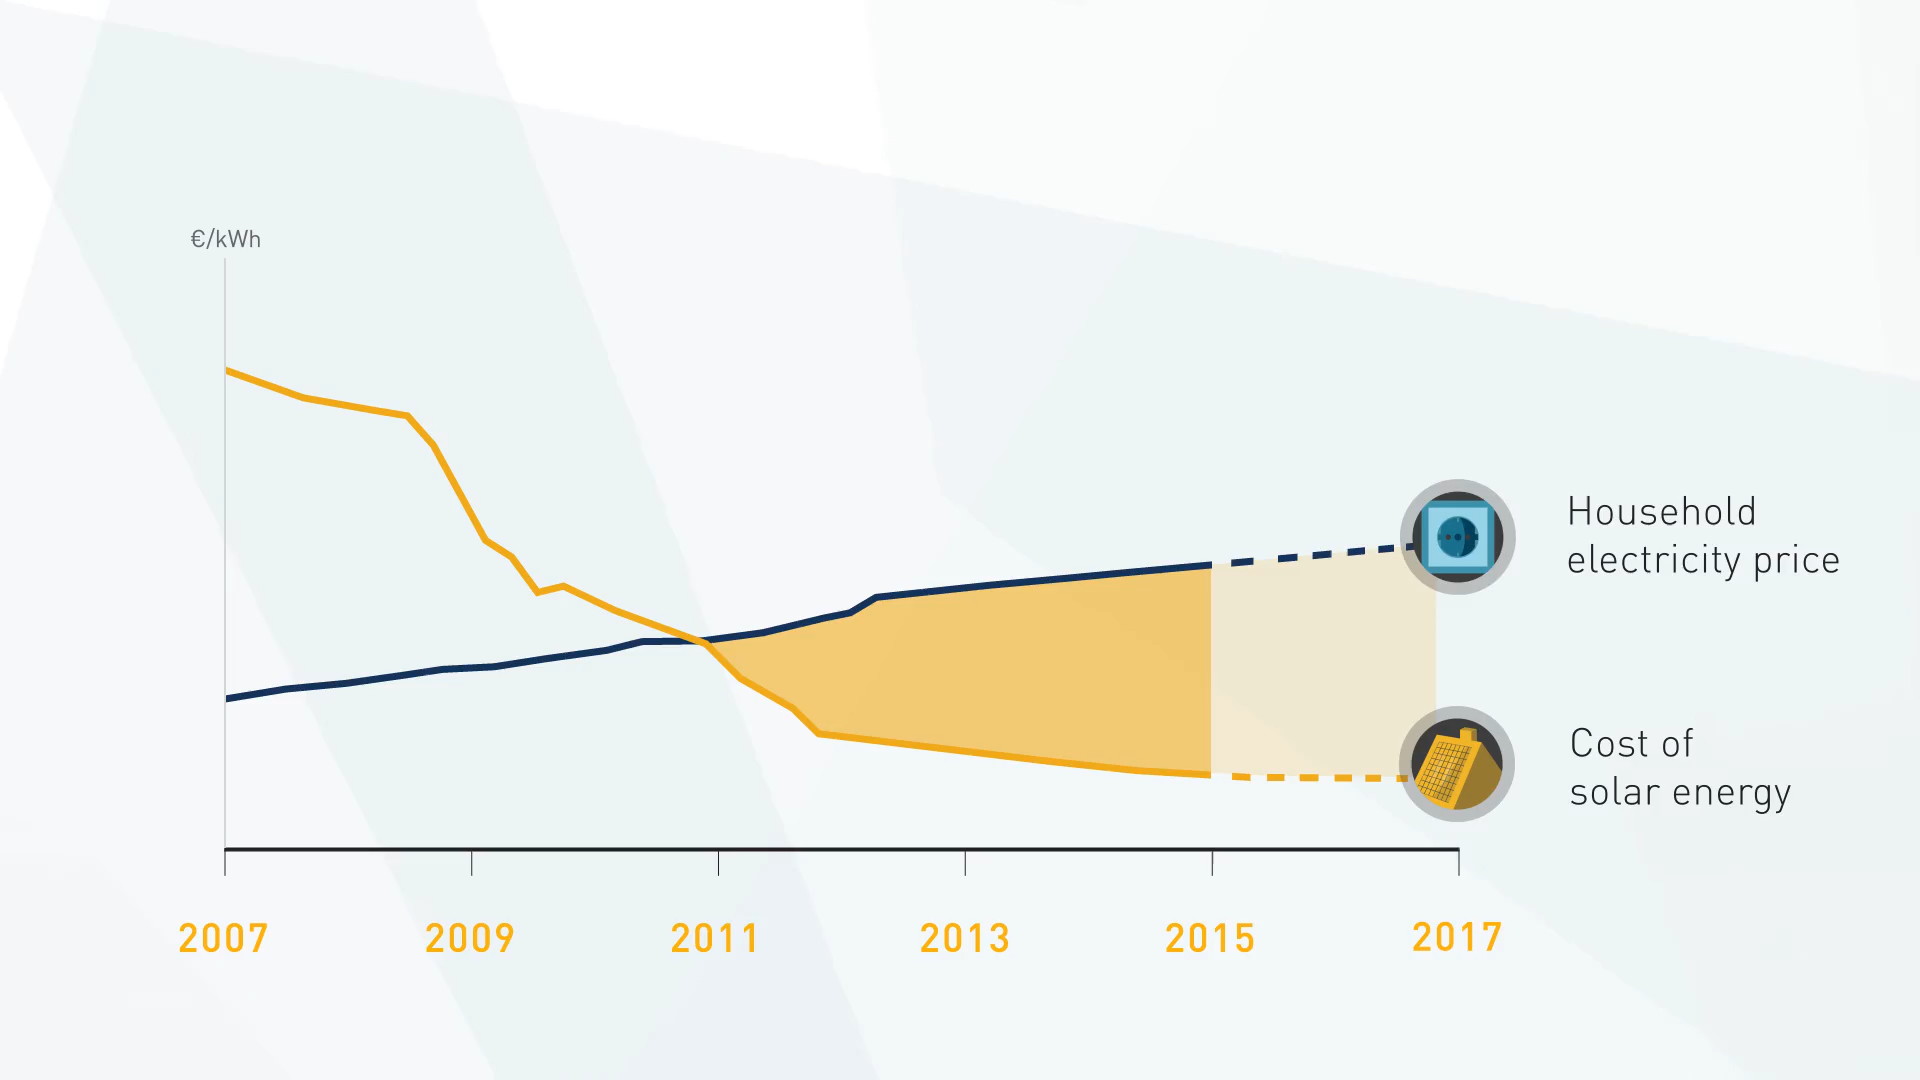 €/kWh
Household
electricity price
Cost of
solar energy
2007 2009 2011 2013 2015 2017